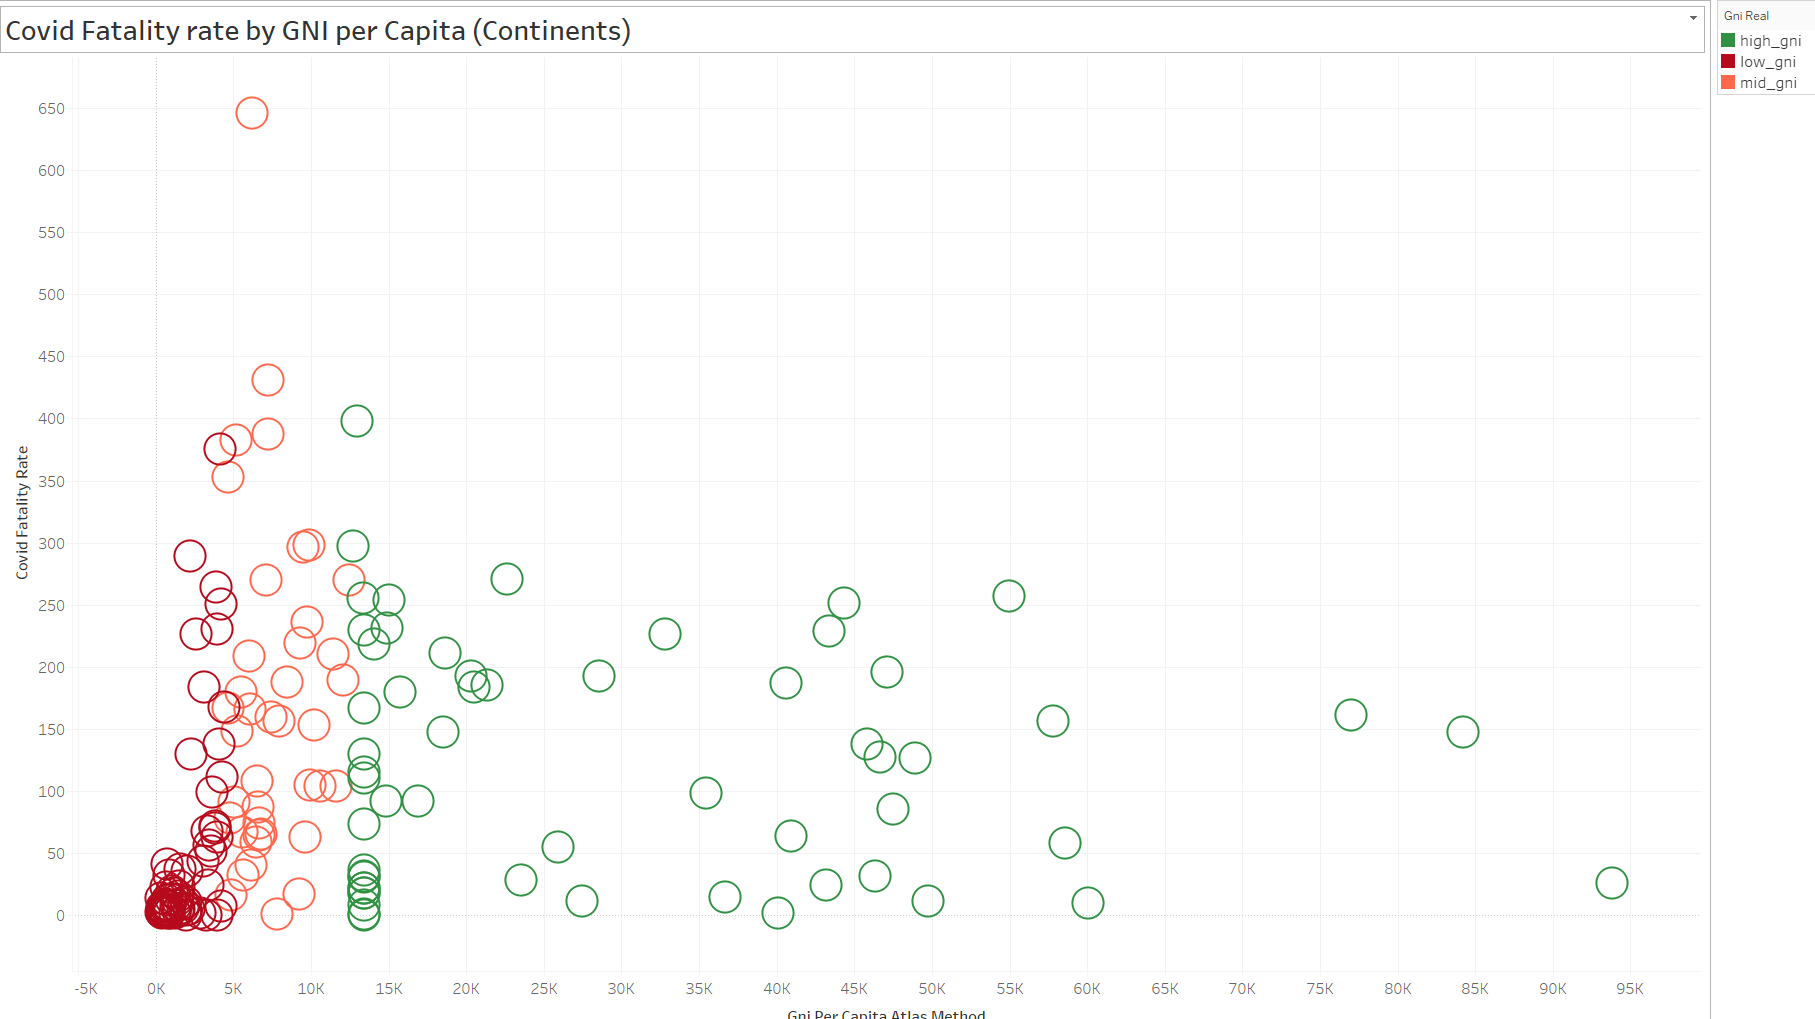 Covid Fatality rate by GNI per Capita (Continents)
Gni Real
high_gni
low_gni
mid_gni
Covid Fatality Rate
650
600
550
500
450
400
350
300
250
200
150
100
50
0
-5K 0K 5K 10K 15K 20K 25K 30K 35K 40K 45K 50K 55K 60K 65K 70K 75K 80K 85K 90K 95K
Gni Per Capita Atlas Method